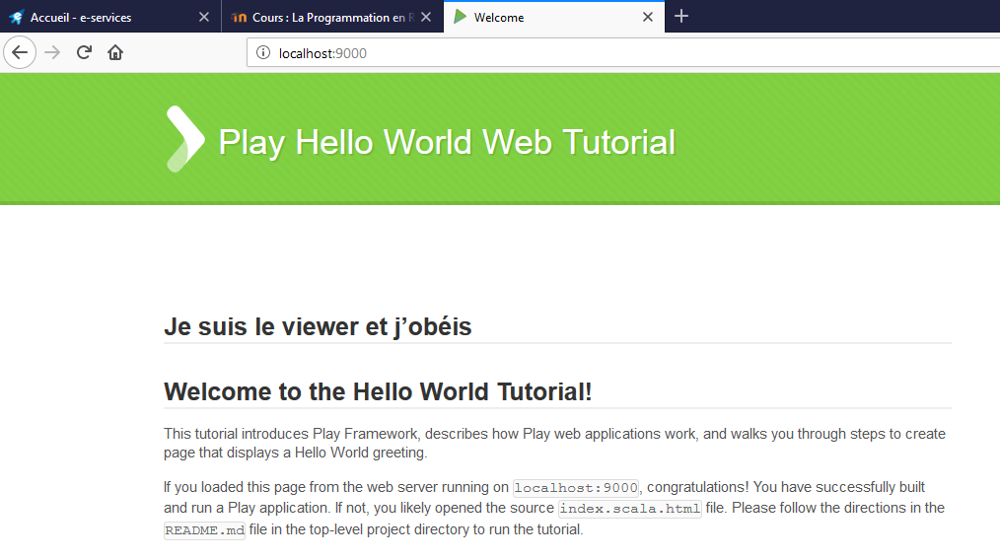 Accueil - e-services
Cours : La Programmation en
Welcome
localhost:9000
Play Hello World Web Tutorial
Je suis le viewer et j’obéis
Welcome to the Hello World Tutorial!
This tutorial introduces Play Framework, describes how Play web applications work, and walks you through steps to create
page that displays a Hello World greeting.
If you loaded this page from the web server running on localhost:9000, congratulations! You have successfully built
and run a Play application. If not, you likely opened the source index.scala.html file. Please follow the directions in the
README.md file in the top-level project directory to run the tutorial.